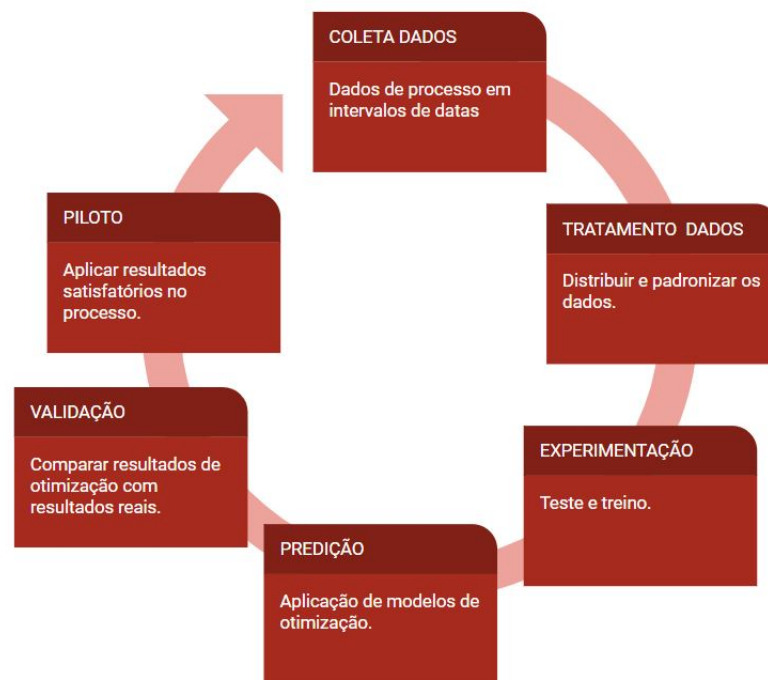 COLETA DADOS
Dados de processo em
intervalos de datas
TRATAMENTO DADOS
Distribuir e padronizar os
dados.
EXPERIMENTAÇÃO
Teste e treino.
PREDIÇÃO
Aplicação de modelos de
otimização.
VALIDAÇÃO
Comparar resultados de
otimização com
resultados reais.
PILOTO
Aplicar resultados
satisfatórios no
processo.